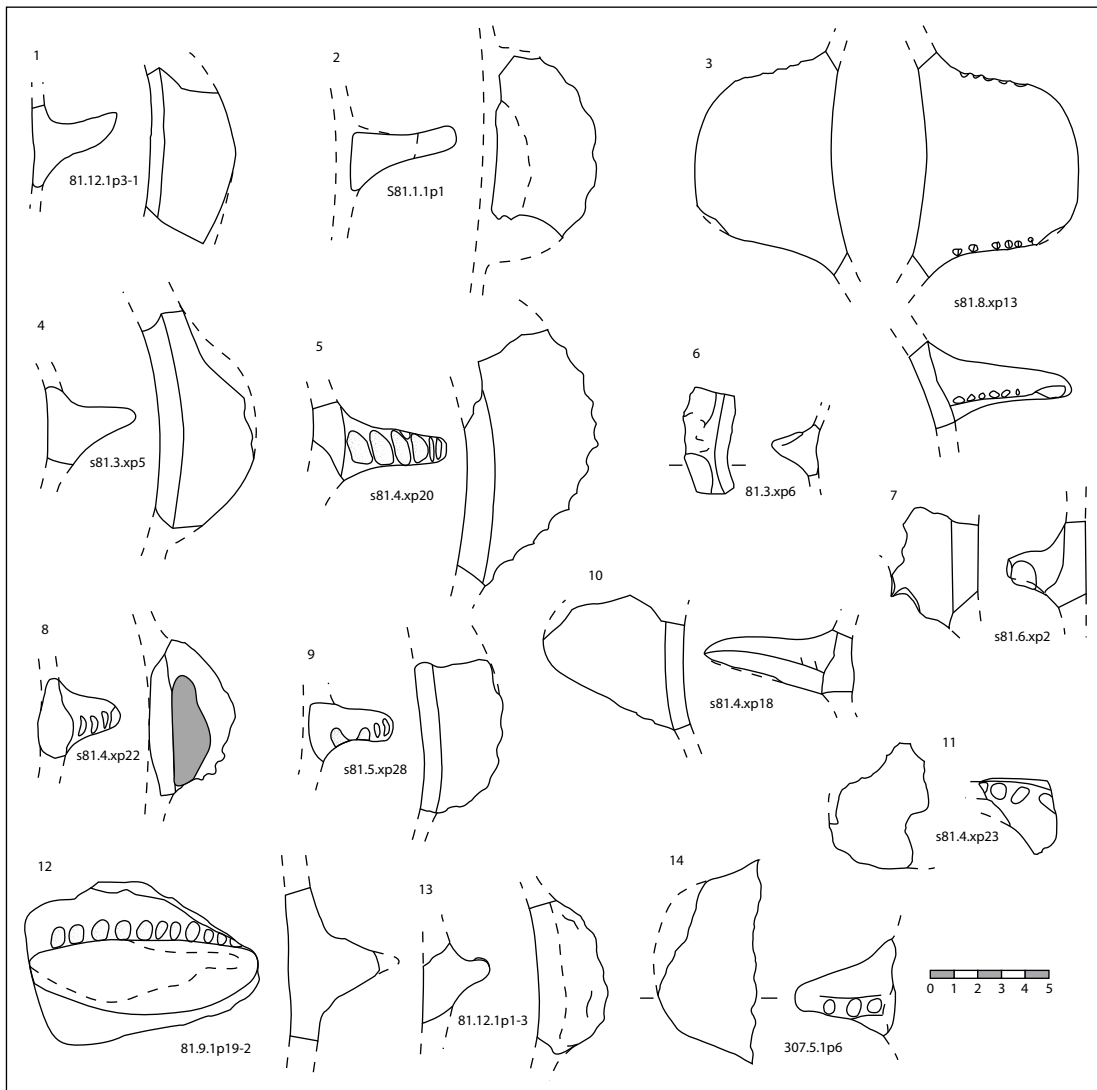 1
81.12.1p3-1
2
S81.1.1p1
3
s81.8.xp13
4
s81.3.xp5
5
s81.4.xp20
6
81.3.xp6
7
s81.6.xp2
8
s81.4.xp22
9
s81.5.xp28
10
s81.4.xp18
11
s81.4.xp23
12
81.9.1p19-2
13
81.12.1p1-3
14
307.5.1p6
0 1 2 3 4 5